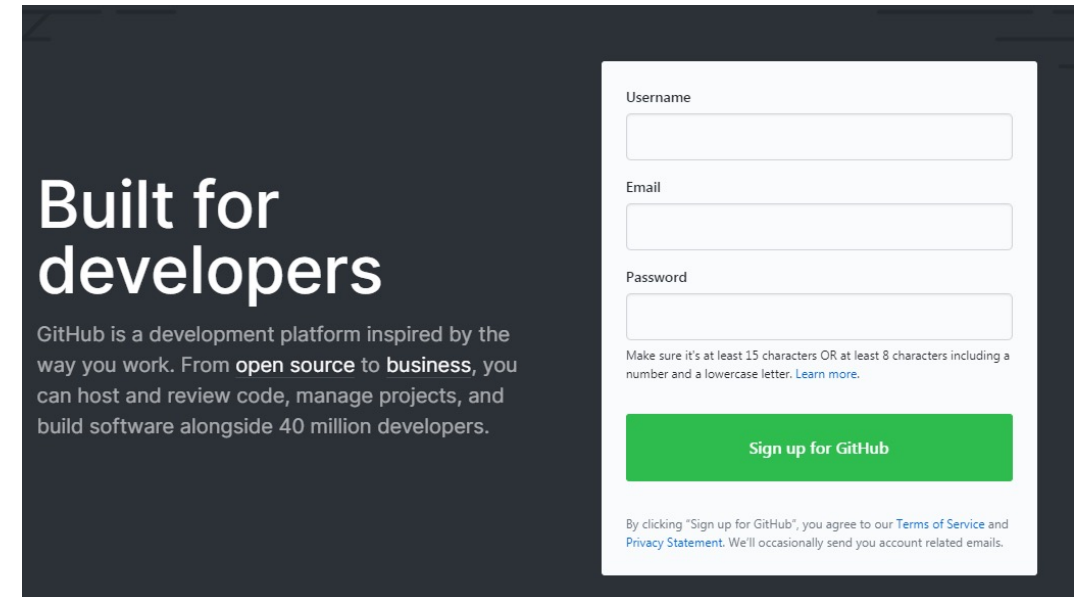 Built for
developers
GitHub is a development platform inspired by the
way you work. From open source to business, you
can host and review code, manage projects, and
build software alongside 40 million developers.
Username
Email
Password
Make sure it's at least 15 characters OR at least 8 characters including a
number and a lowercase letter. Learn more.
Sign up for GitHub
By clicking “Sign up for GitHub”, you agree to our Terms of Service and
Privacy Statement. We’ll occasionally send you account related emails.